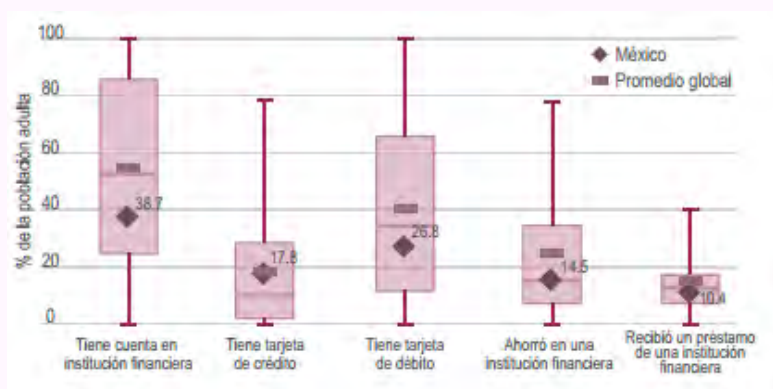 % de la población adulta
100
80
60
40
20
0
México
Promedio global
38.7
17.8
26.8
14.5
10.4
Tiene cuenta en
institución financiera
Tiene tarjeta
de crédito
Tiene tarjeta
de débito
Ahorró en una
institución financiera
Recibió un préstamo
de una institución
financiera